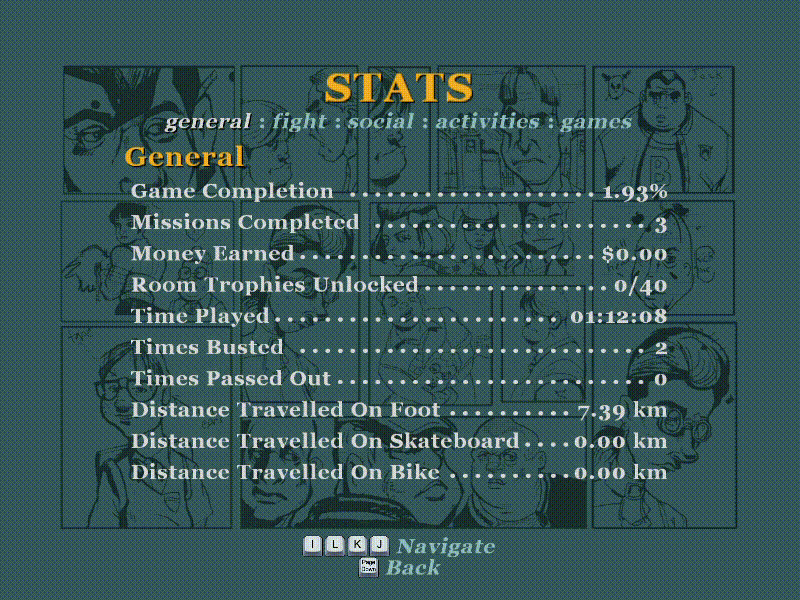 STATS
general : fight : social : activities : games
General
Game Completion .................... 1.93%
Missions Completed ...................... 3
Money Earned ........................ $0.00
Room Trophies Unlocked ............... 0/40
Time Played ....................... 01:12:08
Times Busted ............................ 2
Times Passed Out ......................... 0
Distance Travelled On Foot .......... 7.39 km
Distance Travelled On Skateboard .... 0.00 km
Distance Travelled On Bike .......... 0.00 km
I L K J Navigate
Page Down Back